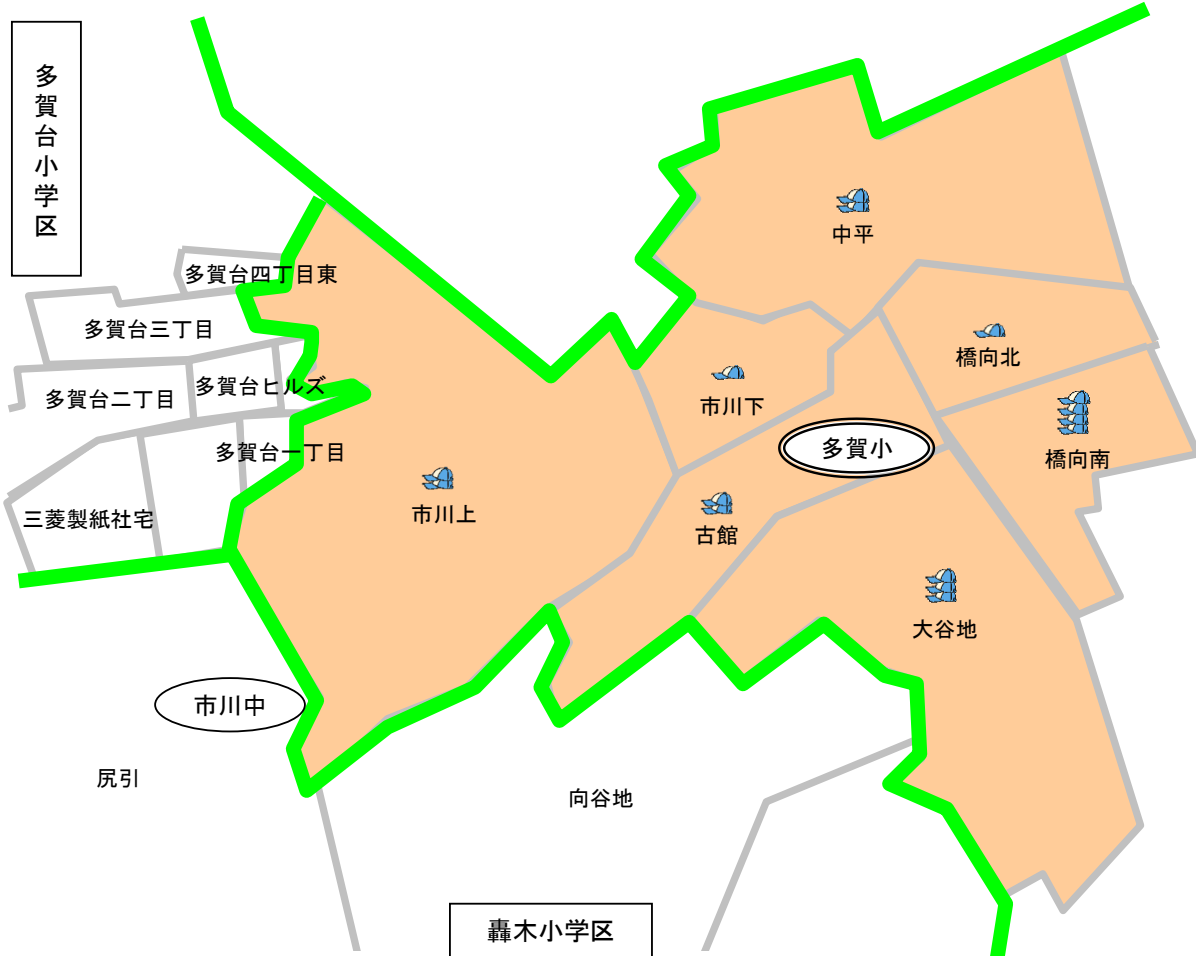 多賀台小学区
中平
多賀台四丁目東
多賀台三丁目
橋向北
多賀台二丁目
多賀台ヒルズ
市川下
多賀台一丁目
多賀小
橋向南
三菱製紙社宅
市川上
古館
大谷地
市川中
尻引
向谷地
轟木小学区